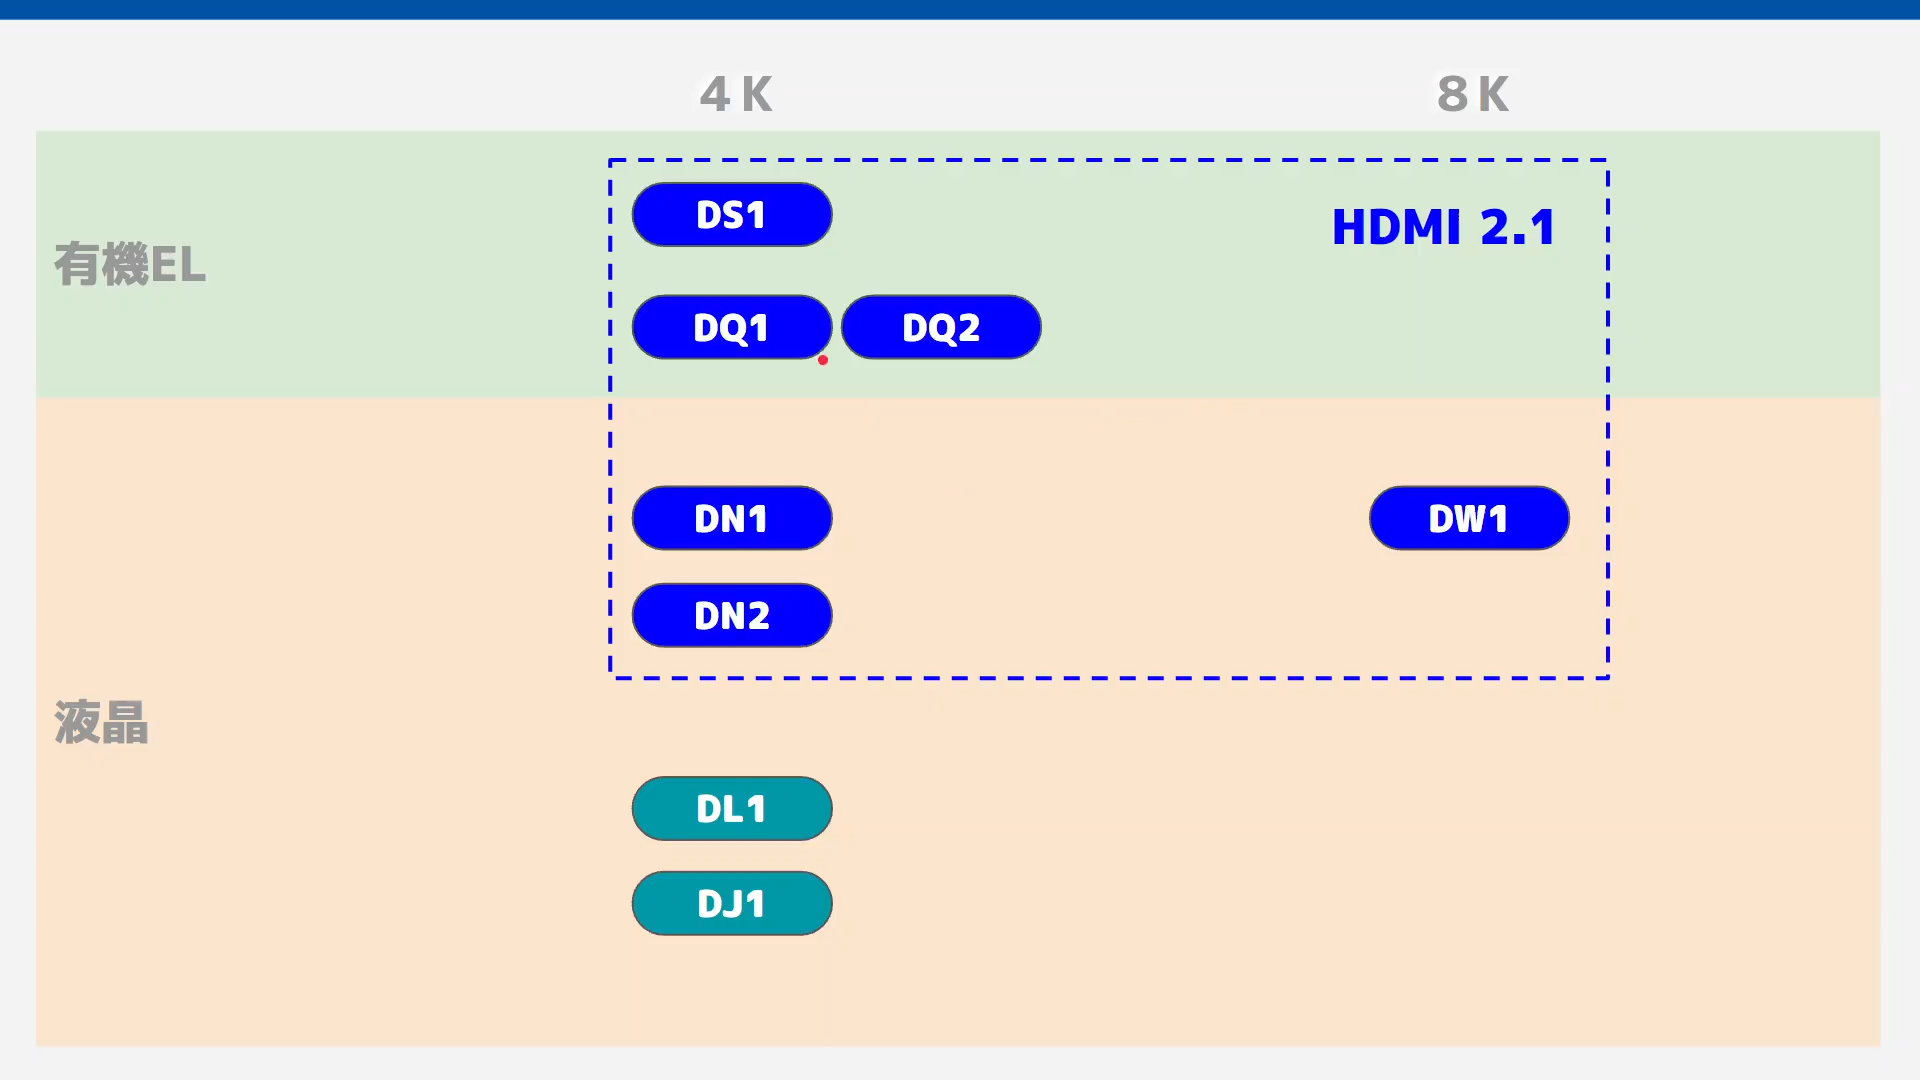 4K
8K
DS1
HDMI 2.1
有機EL
DQ1
DQ2
DN1
DW1
DN2
液晶
DL1
DJ1